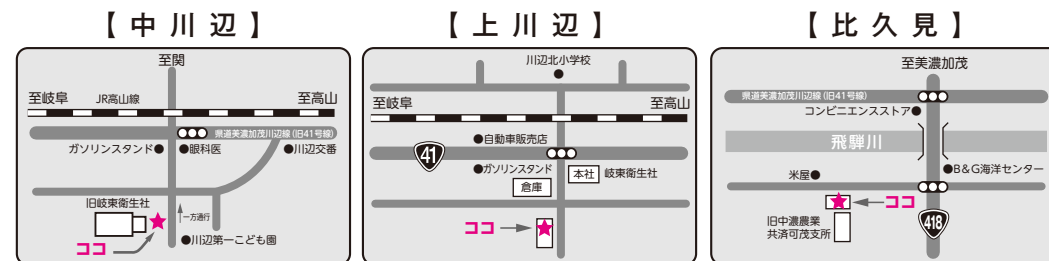 【中川辺】
至関
至岐阜
JR高山線
至高山
県道美濃加茂川辺線(旧41号線)
ガソリンスタンド●
●眼科医
●川辺交番
旧岐東衛生社
一方通行
ココ
●川辺第一こども園
【上川辺】
川辺北小学校
至岐阜
至高山
●自動車販売店
41
●ガソリンスタンド
本社
岐東衛生社
倉庫
ココ
【比久見】
至美濃加茂
県道美濃加茂川辺線(旧41号線)
コンビニエンスストア●
飛騨川
米屋●
●B&G海洋センター
ココ
旧中濃農業
共済可茂支所
418